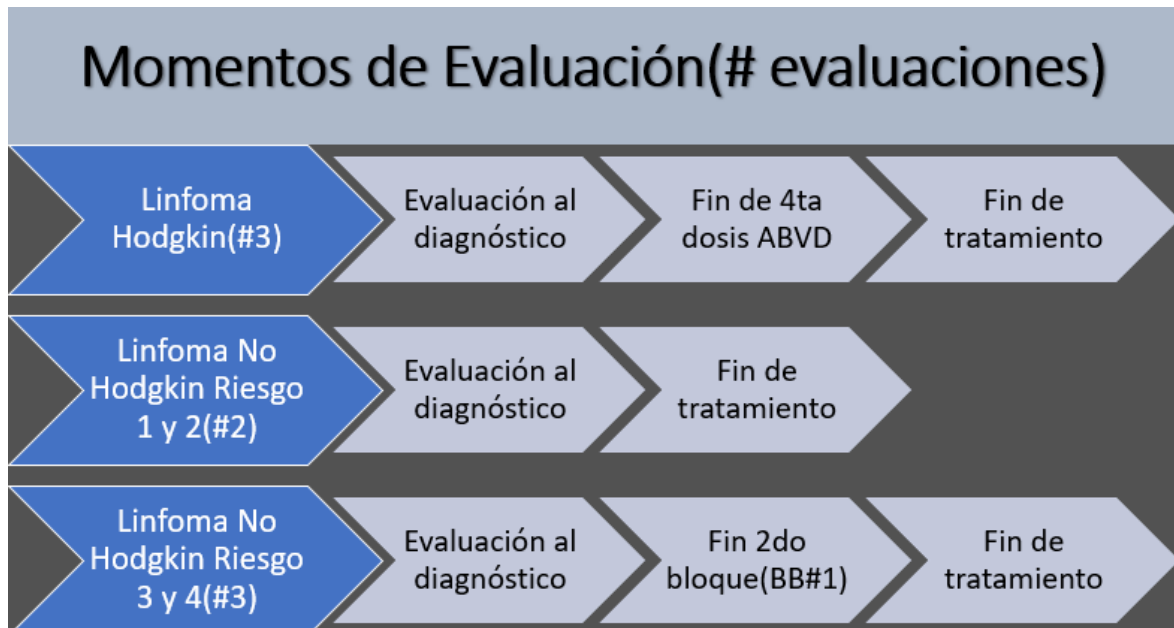 Momentos de Evaluación(# evaluaciones)
Linfoma
Hodgkin(#3)
Evaluación al
diagnóstico
Fin de 4ta
dosis ABVD
Fin de
tratamiento
Linfoma No
Hodgkin Riesgo
1 y 2(#2)
Evaluación al
diagnóstico
Fin de
tratamiento
Linfoma No
Hodgkin Riesgo
3 y 4(#3)
Evaluación al
diagnóstico
Fin 2do
bloque(BB#1)
Fin de
tratamiento